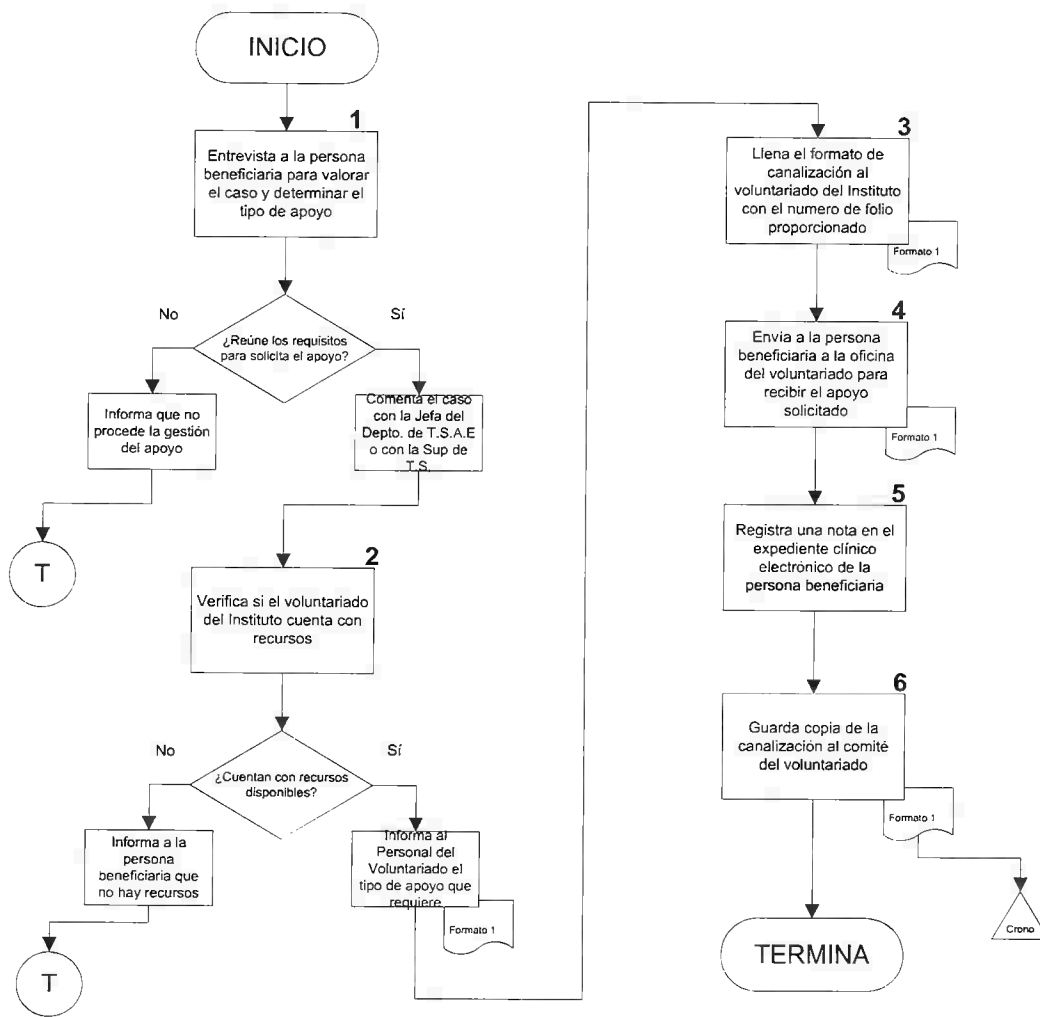 INICIO
1
Entrevista a la persona
beneficiaria para valorar
el caso y determinar el
tipo de apoyo
No
Sí
¿Reúne los requisitos
para solicita el apoyo?
Informa que no
procede la gestión
del apoyo
Comenta el caso
con la Jefa del
Depto. de T.S.A.E
o con la Sup de
T.S.
T
2
Verifica si el voluntariado
del Instituto cuenta con
recursos
No
Sí
¿Cuentan con recursos
disponibles?
Informa a la
persona
beneficiaria que
no hay recursos
Informa al
Personal del
Voluntariado el
tipo de apoyo que
requiere
Formato 1
T
3
Llena el formato de
canalización al
voluntariado del Instituto
con el numero de folio
proporcionado
Formato 1
4
Envía a la persona
beneficiaria a la oficina
del voluntariado para
recibir el apoyo
solicitado
Formato 1
5
Registra una nota en el
expediente clínico
electrónico de la
persona beneficiaria
6
Guarda copia de la
canalización al comité
del voluntariado
Formato 1
Crono
TERMINA